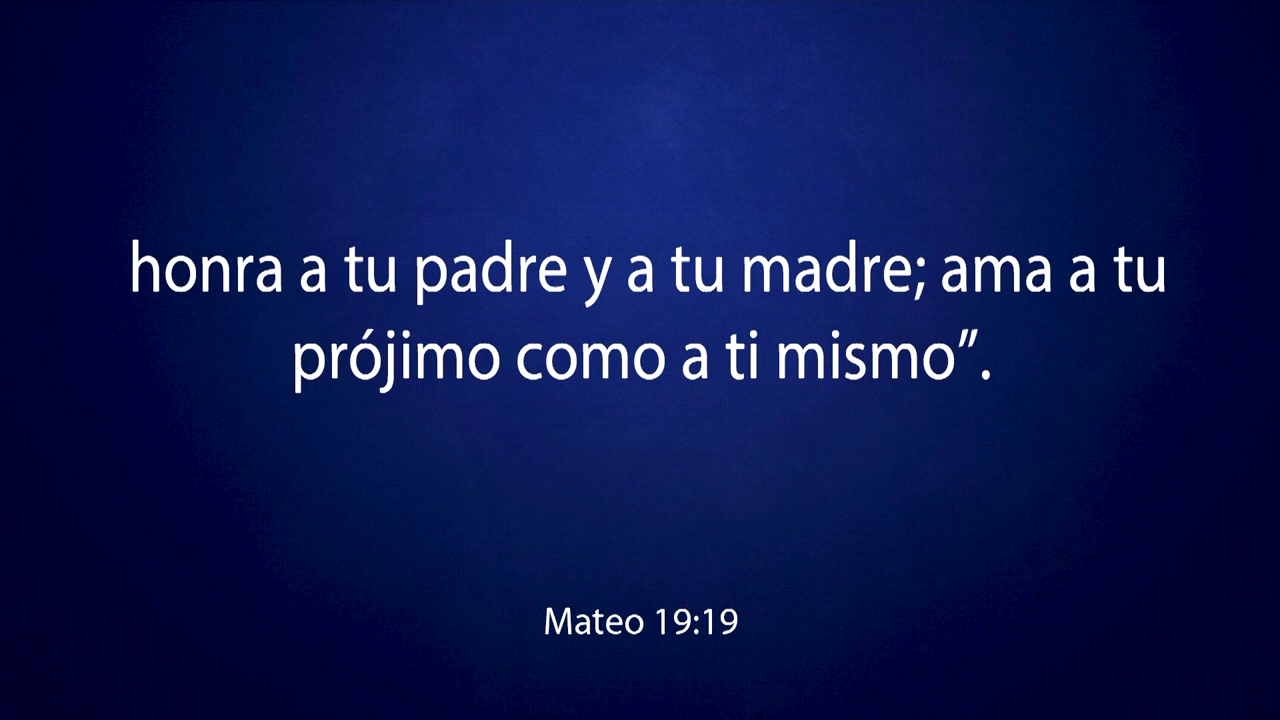 honra a tu padre y a tu madre; ama a tu
prójimo como a ti mismo”.
Mateo 19:19